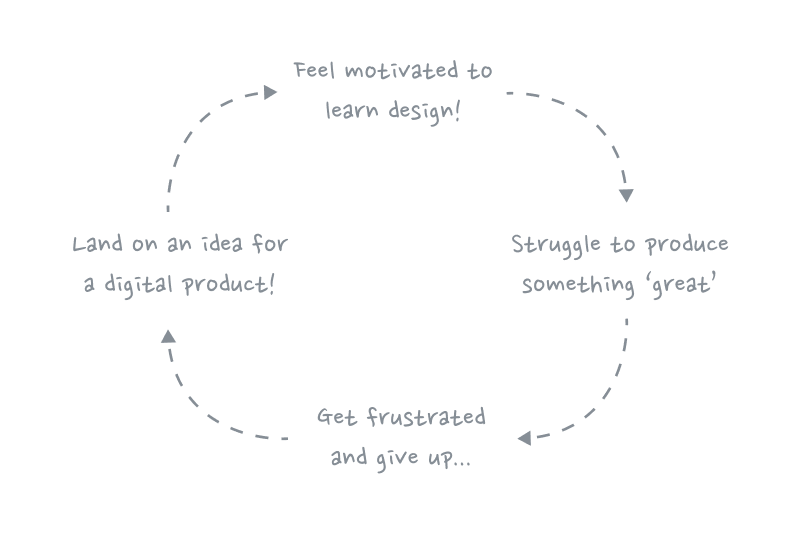 Feel motivated to
learn design!
Struggle to produce
something ‘great’
Get frustrated
and give up...
Land on an idea for
a digital product!